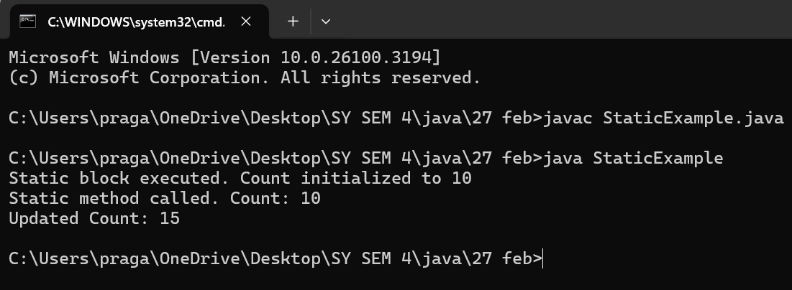 C:\WINDOWS\system32\cmd.
Microsoft Windows [Version 10.0.26100.3194]
(c) Microsoft Corporation. All rights reserved.
C:\Users\praga\OneDrive\Desktop\SY SEM 4\java\27 feb>javac StaticExample.java
C:\Users\praga\OneDrive\Desktop\SY SEM 4\java\27 feb>java StaticExample
Static block executed. Count initialized to 10
Static method called. Count: 10
Updated Count: 15
C:\Users\praga\OneDrive\Desktop\SY SEM 4\java\27 feb>